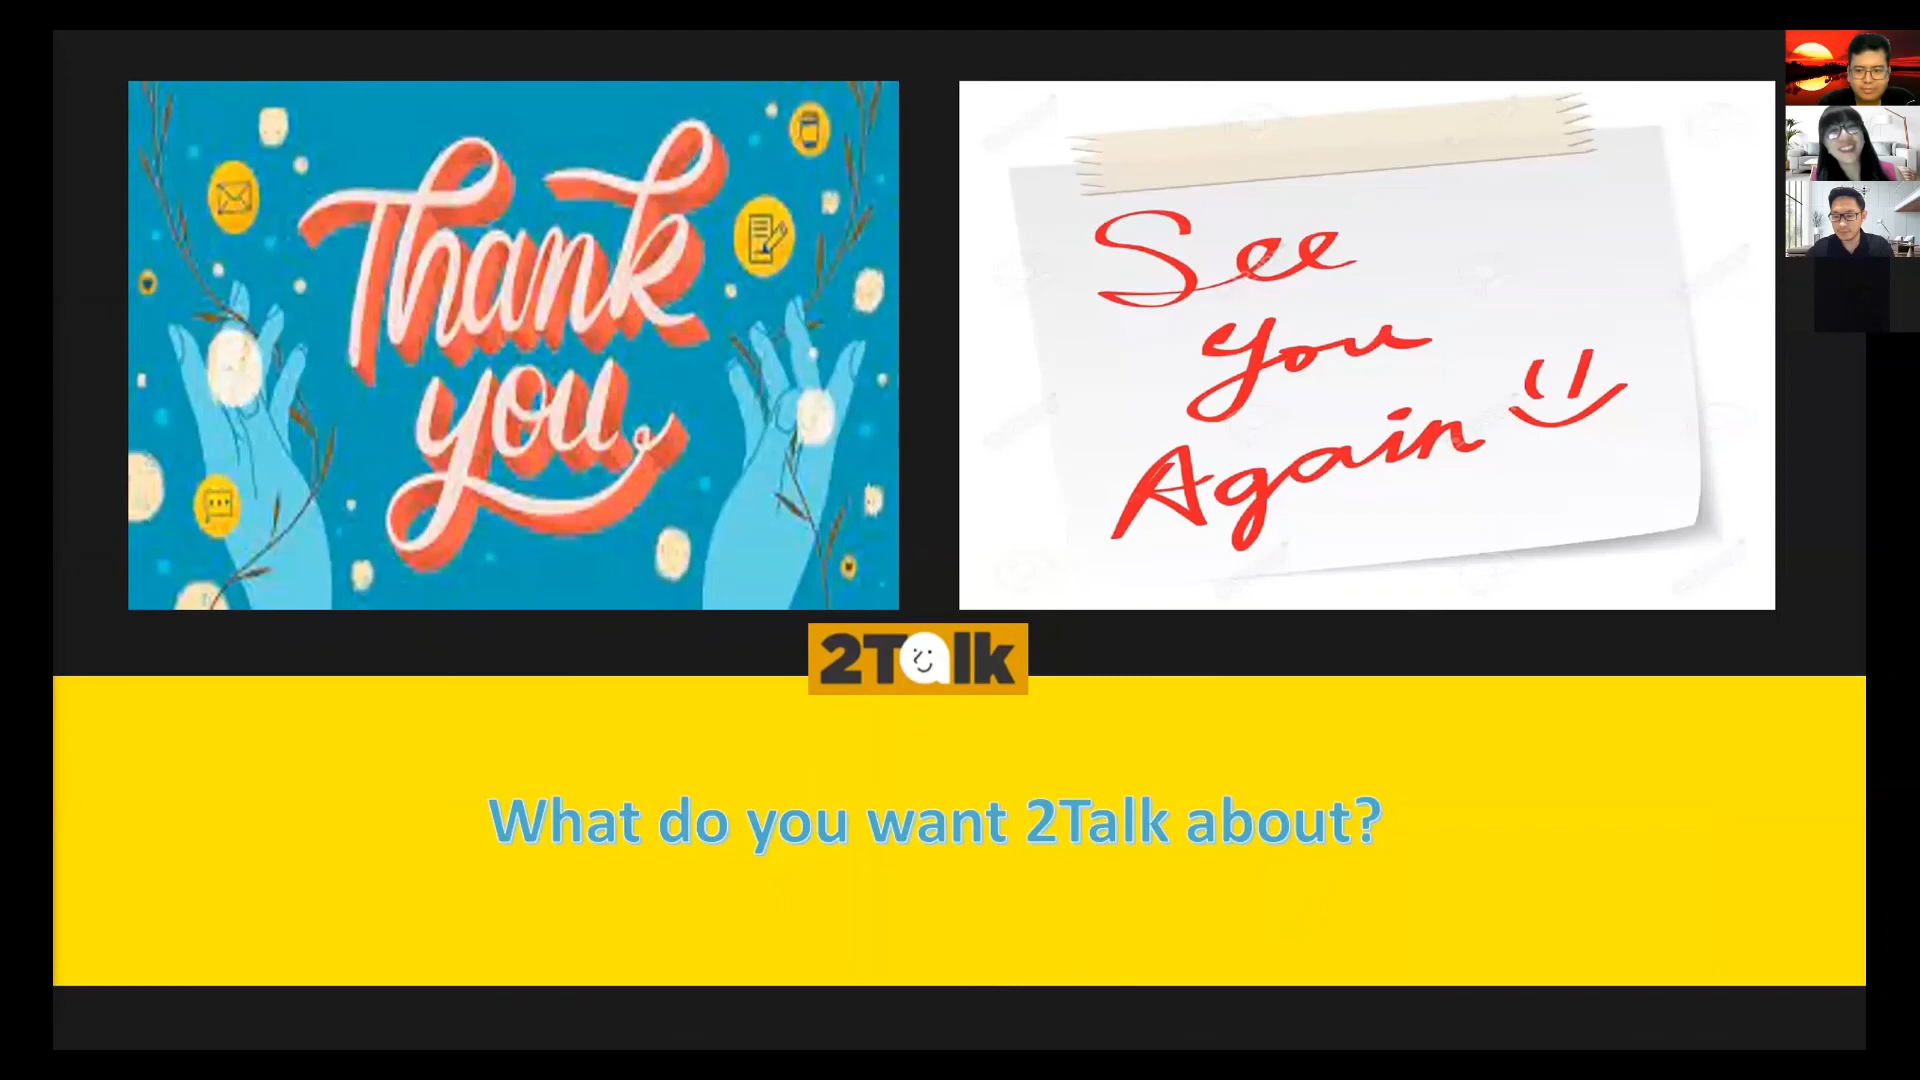 Thank
you
See
you
Again
2Talk
What do you want 2Talk about?